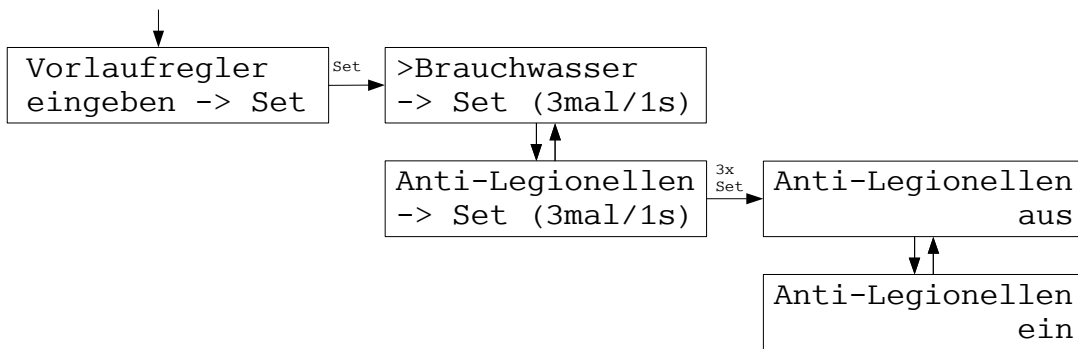 Vorlaufregler
eingeben -> Set
Set
>Brauchwasser
-> Set (3mal/1s)
Anti-Legionellen
-> Set (3mal/1s)
3x
Set
Anti-Legionellen
aus
Anti-Legionellen
ein